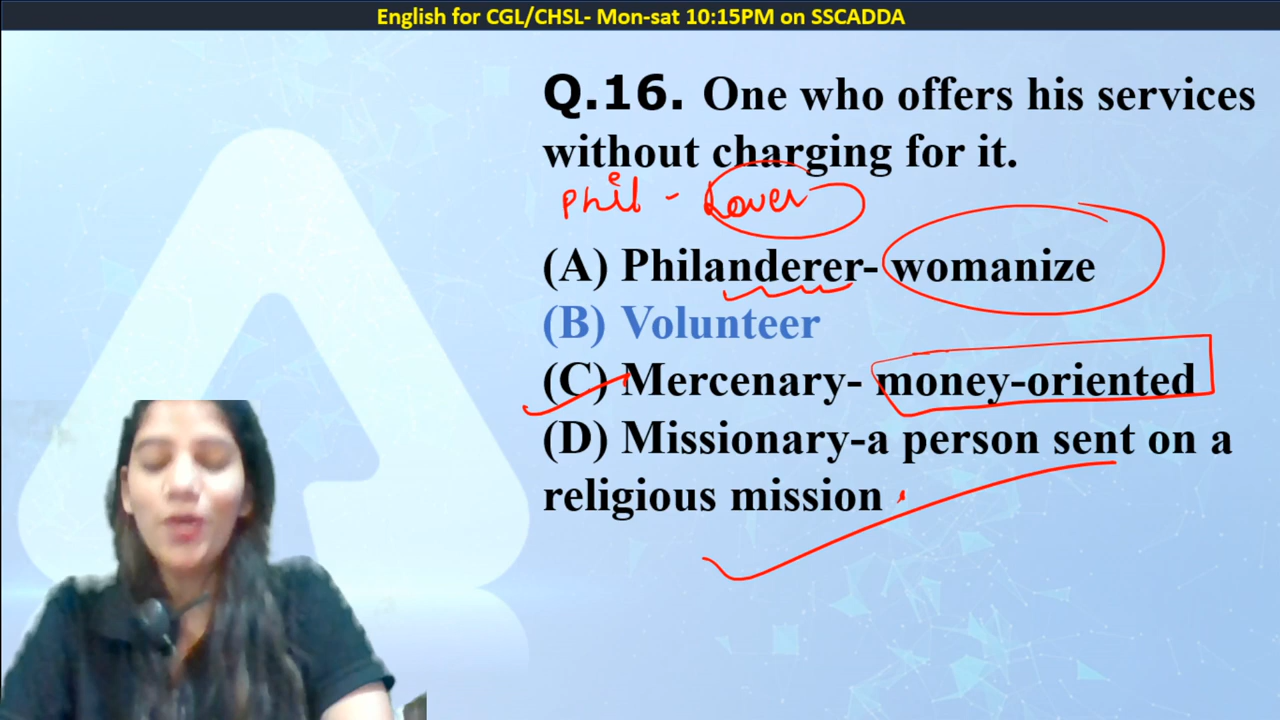 English for CGL/CHSL- Mon-sat 10:15PM on SSCADDA
Q.16. One who offers his services
without charging for it.
Phil - Lover
(A) Philanderer- womanize
(B) Volunteer
(C) Mercenary- money-oriented
(D) Missionary-a person sent on a
religious mission